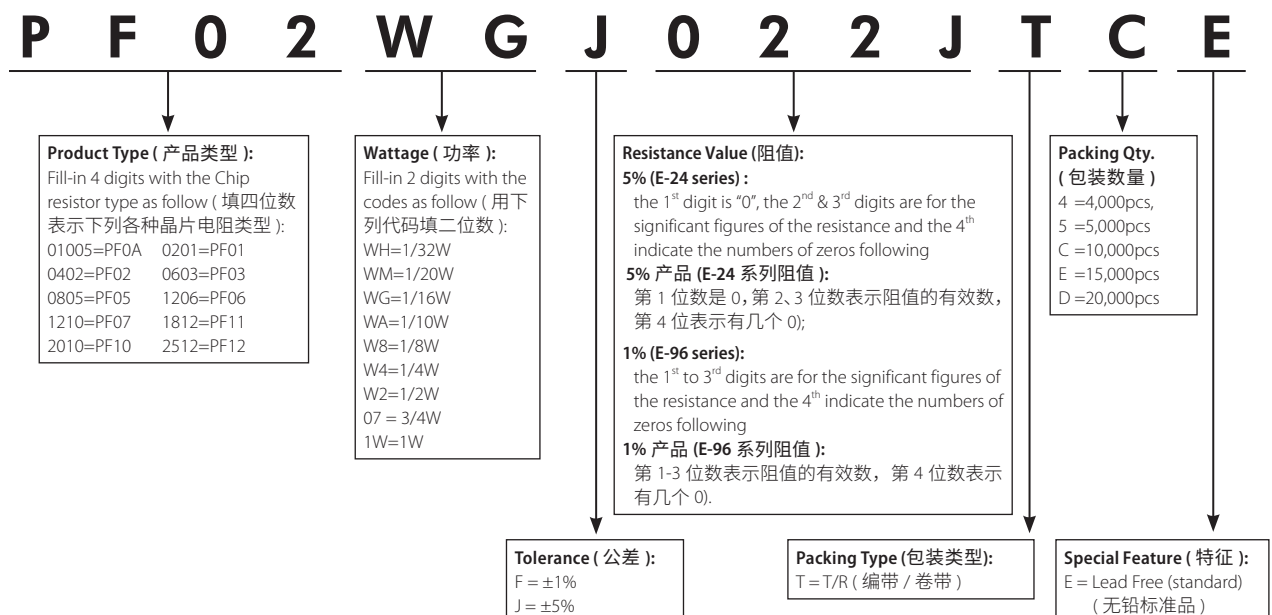 PF02 WG J 022J T C E
Product Type ( 产品类型 ):
Fill-in 4 digits with the Chip
resistor type as follow ( 填四位数
表示下列各种晶片电阻类型 ):
01005=PF0A 0201=PF01
0402=PF02 0603=PF03
0805=PF05 1206=PF06
1210=PF07 1812=PF11
2010=PF10 2512=PF12
Wattage ( 功率 ):
Fill-in 2 digits with the
codes as follow ( 用下
列代码填二位数 ):
WH=1/32W
WM=1/20W
WG=1/16W
WA=1/10W
W8=1/8W
W4=1/4W
W2=1/2W
07 = 3/4W
1W=1W
Resistance Value (阻值):
5% (E-24 series) :
the 1st digit is “0”, the 2nd & 3rd digits are for the
significant figures of the resistance and the 4th
indicate the numbers of zeros following
5% 产品 (E-24 系列阻值 ):
第 1 位数是 0, 第 2、3 位数表示阻值的有效数,
第 4 位表示有几个 0);
1% (E-96 series):
the 1st to 3rd digits are for the significant figures of
the resistance and the 4th indicate the numbers of
zeros following
1% 产品 (E-96 系列阻值 ):
第 1-3 位数表示阻值的有效数，第 4 位数表示
有几个 0).
Packing Qty.
( 包装数量 )
4 =4,000pcs,
5 =5,000pcs
C =10,000pcs
E =15,000pcs
D =20,000pcs
Tolerance ( 公差 ):
F = ±1%
J = ±5%
Packing Type (包装类型):
T = T/R ( 编带 / 卷带 )
Special Feature ( 特征 ):
E = Lead Free (standard)
( 无铅标准品 )